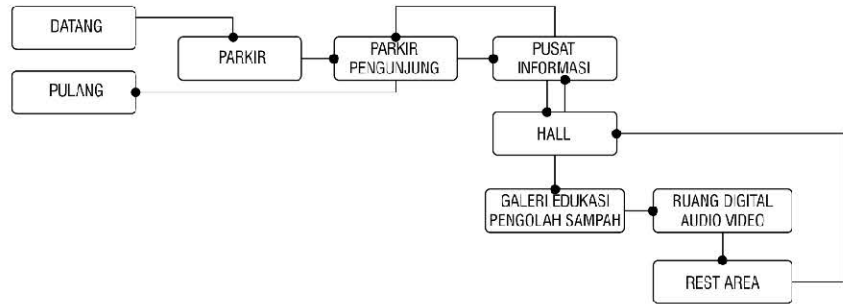 DATANG
PARKIR
PARKIR
PENGUNJUNG
PUSAT
INFORMASI
PULANG
HALL
GALERI EDUKASI
PENGOLAH SAMPAH
RUANG DIGITAL
AUDIO VIDEO
REST AREA